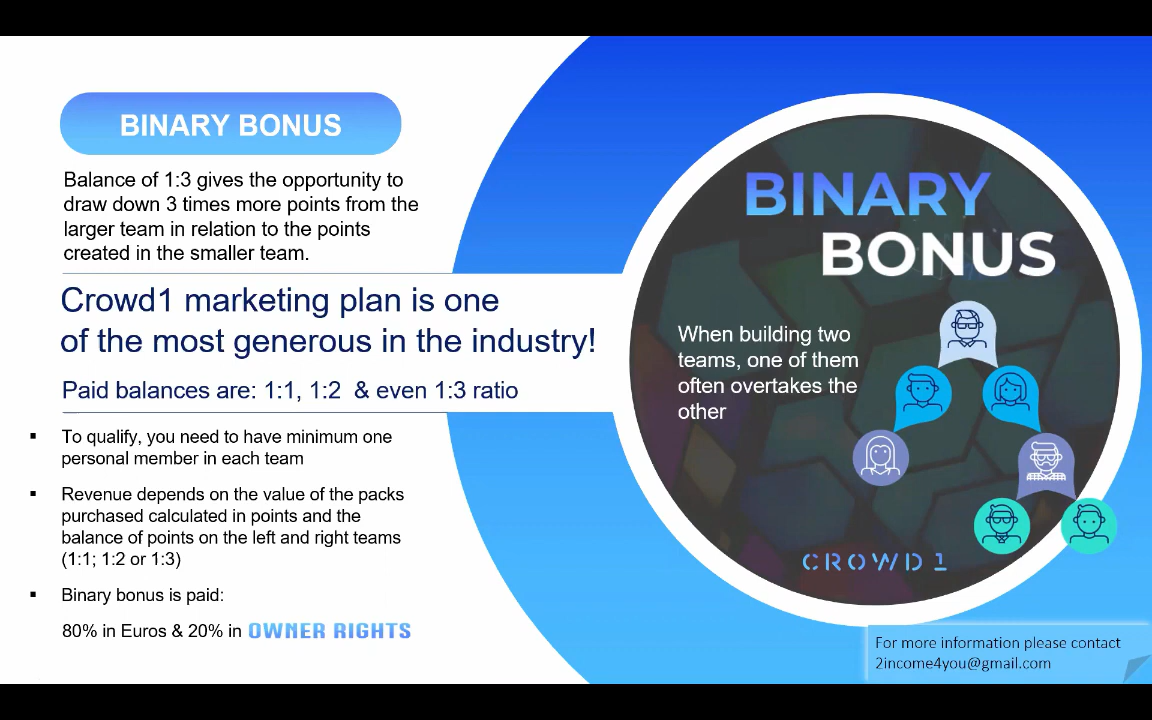 BINARY BONUS
Balance of 1:3 gives the opportunity to
draw down 3 times more points from the
larger team in relation to the points
created in the smaller team.
Crowd1 marketing plan is one
of the most generous in the industry!
Paid balances are: 1:1, 1:2 & even 1:3 ratio
▪ To qualify, you need to have minimum one
personal member in each team
▪ Revenue depends on the value of the packs
purchased calculated in points and the
balance of points on the left and right teams
(1:1; 1:2 or 1:3)
▪ Binary bonus is paid:
80% in Euros & 20% in OWNER RIGHTS
BINARY
BONUS
When building two
teams, one of them
often overtakes the
other
CROWD1
For more information please contact
2income4you@gmail.com